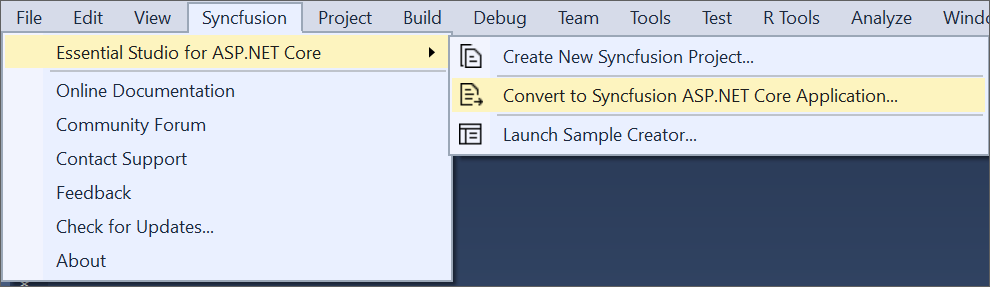 File Edit View Syncfusion Project Build Debug Team Tools Test R Tools Analyze Windo
Essential Studio for ASP.NET Core
Create New Syncfusion Project...
Online Documentation
Convert to Syncfusion ASP.NET Core Application...
Community Forum
Launch Sample Creator...
Contact Support
Feedback
Check for Updates...
About